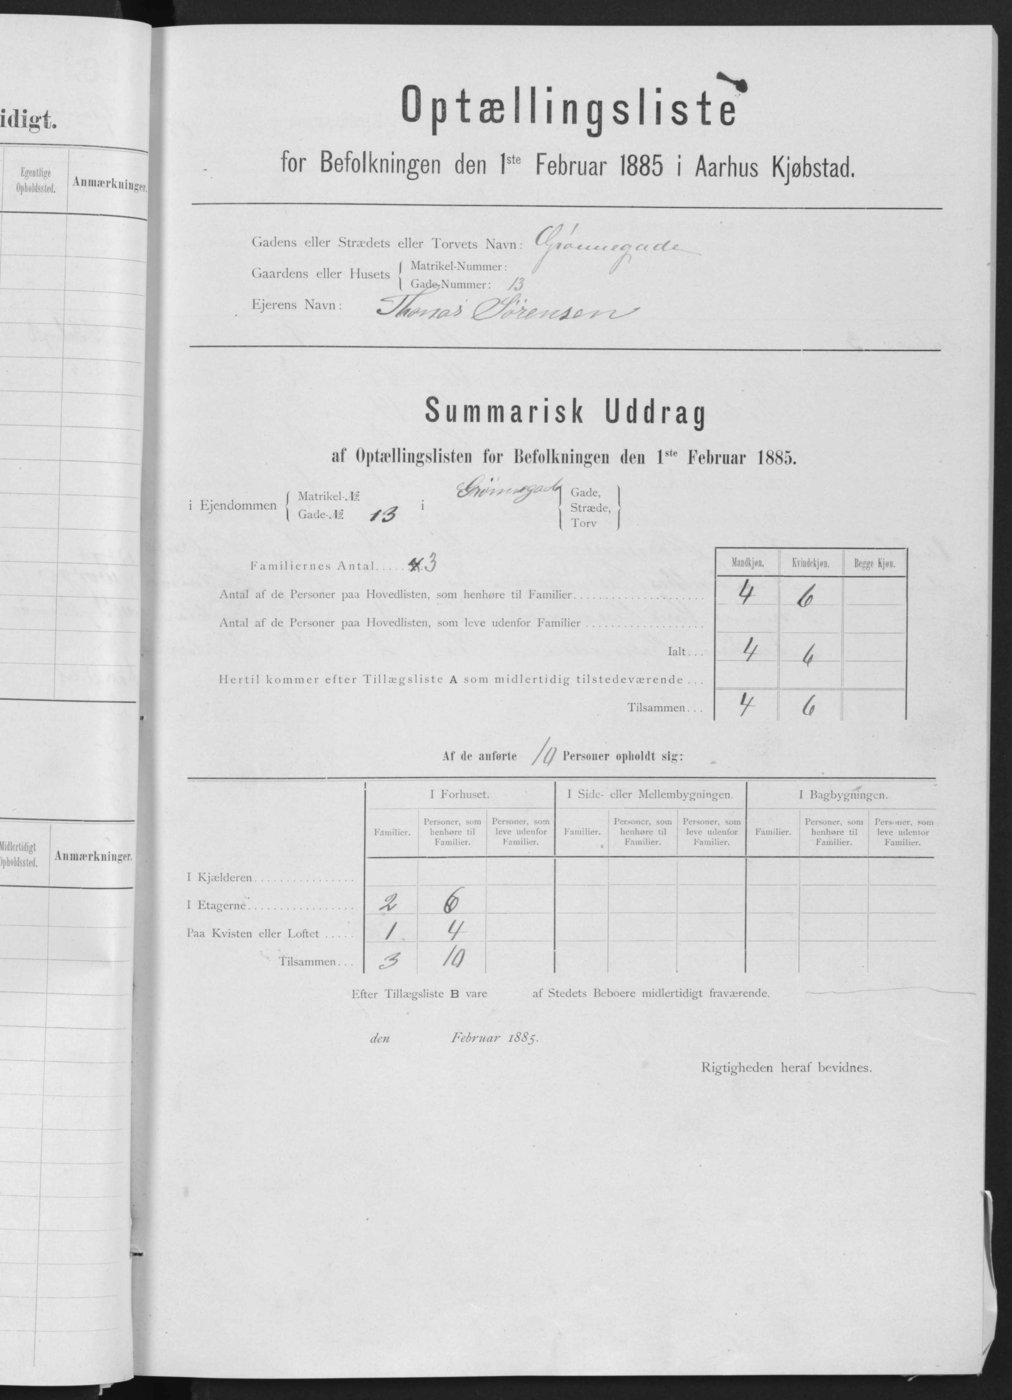 idigt.
Egentlige
Opholdssted.
Anmærkninger.
Midlertidigt
Opholdssted.
Anmærkninger.
Optællingsliste
for Befolkningen den 1ste Februar 1885 i Aarhus Kjøbstad.
Gadens eller Strædets eller Torvets Navn: Grønnegade
Gaardens eller Husets { Matrikel-Nummer:
Gade-Nummer: 13
Ejerens Navn: Thomas Sörensen
Summarisk Uddrag
af Optællingslisten for Befolkningen den 1ste Februar 1885.
i Ejendommen { Matrikel-№
Gade-№ 13 i Grönnegade { Gade,
Stræde,
Torv }
Familiernes Antal..... 3
Mandkjøn. Kvindekjøn. Begge Kjøn.
Antal af de Personer paa Hovedlisten, som henhøre til Familier..... 4 6
Antal af de Personer paa Hovedlisten, som leve udenfor Familier.....
Ialt... 4 6
Hertil kommer efter Tillægsliste A som midlertidig tilstedeværende...
Tilsammen... 4 6
Af de anførte 10 Personer opholdt sig:
I Forhuset. I Side- eller Mellembygningen. I Bagbygningen.
Familier. Personer, som henhøre til Familier. Personer, som leve udenfor Familier. Familier. Personer, som henhøre til Familier. Personer, som leve udenfor Familier. Familier. Personer, som henhøre til Familier. Personer, som leve udenfor Familier.
I Kjælderen.....
I Etagerne..... 2 6
Paa Kvisten eller Loftet..... 1 4
Tilsammen... 3 10
Efter Tillægsliste B vare af Stedets Beboere midlertidigt fraværende.
den Februar 1885.
Rigtigheden heraf bevidnes.